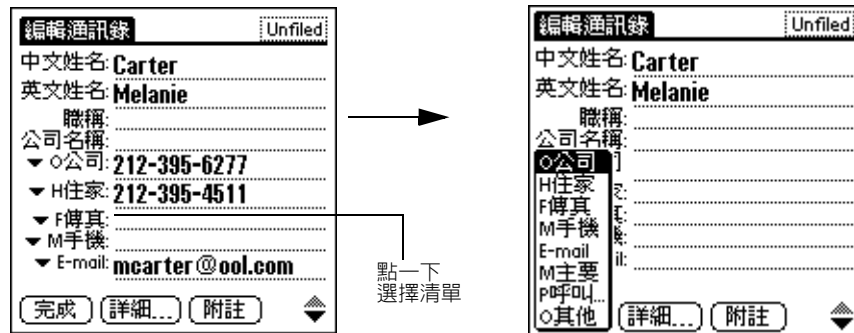 編輯通訊錄 Unfiled
中文姓名: Carter
英文姓名: Melanie
職稱:
公司名稱:
O公司: 212-395-6277
H住家: 212-395-4511
F傳真:
M手機:
E-mail: mcarter@ool.com
完成 詳細... 附註
點一下
選擇清單
編輯通訊錄 Unfiled
中文姓名: Carter
英文姓名: Melanie
職稱:
公司名稱:
O公司
H住家
F傳真
M手機
E-mail
M主要
P呼叫...
O其他
詳細... 附註